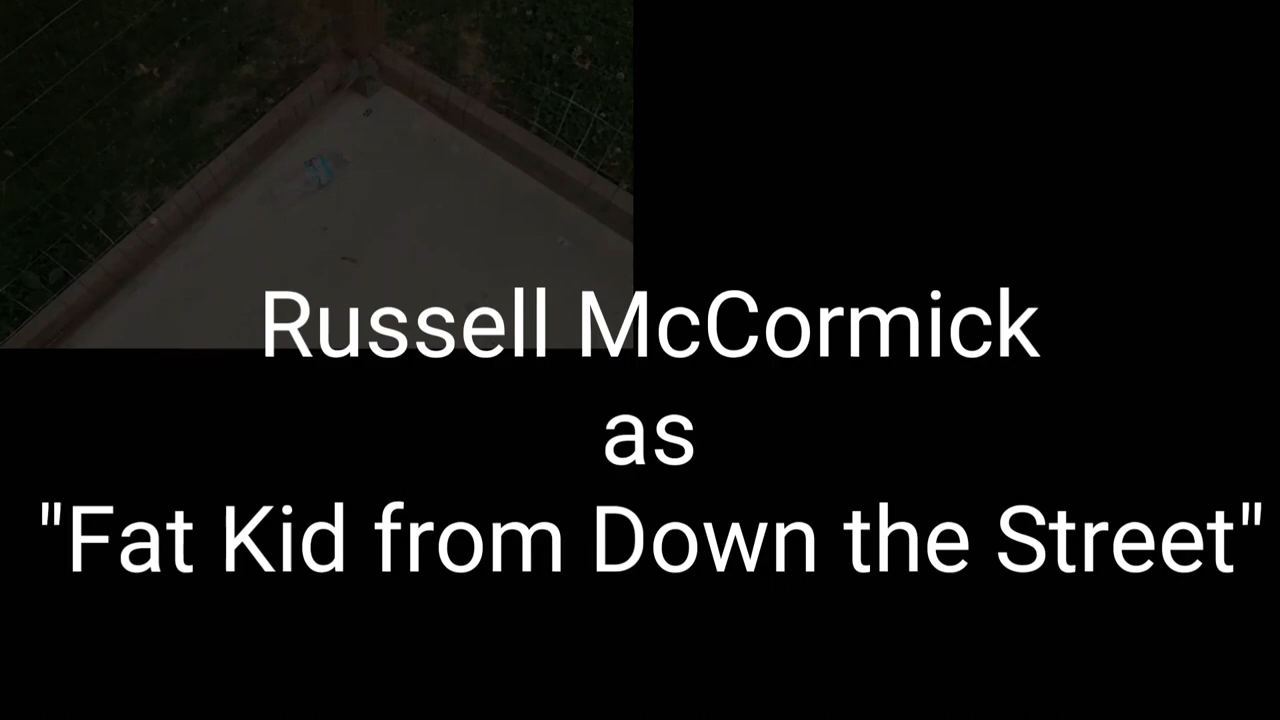 Russell McCormick
as
"Fat Kid from Down the Street"